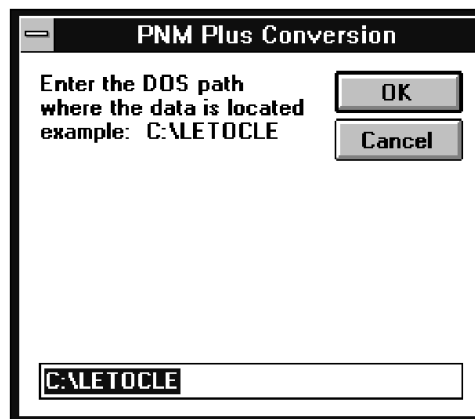 PNM Plus Conversion
Enter the DOS path
where the data is located
example: C:\LETOCLE
OK
Cancel
C:\LETOCLE